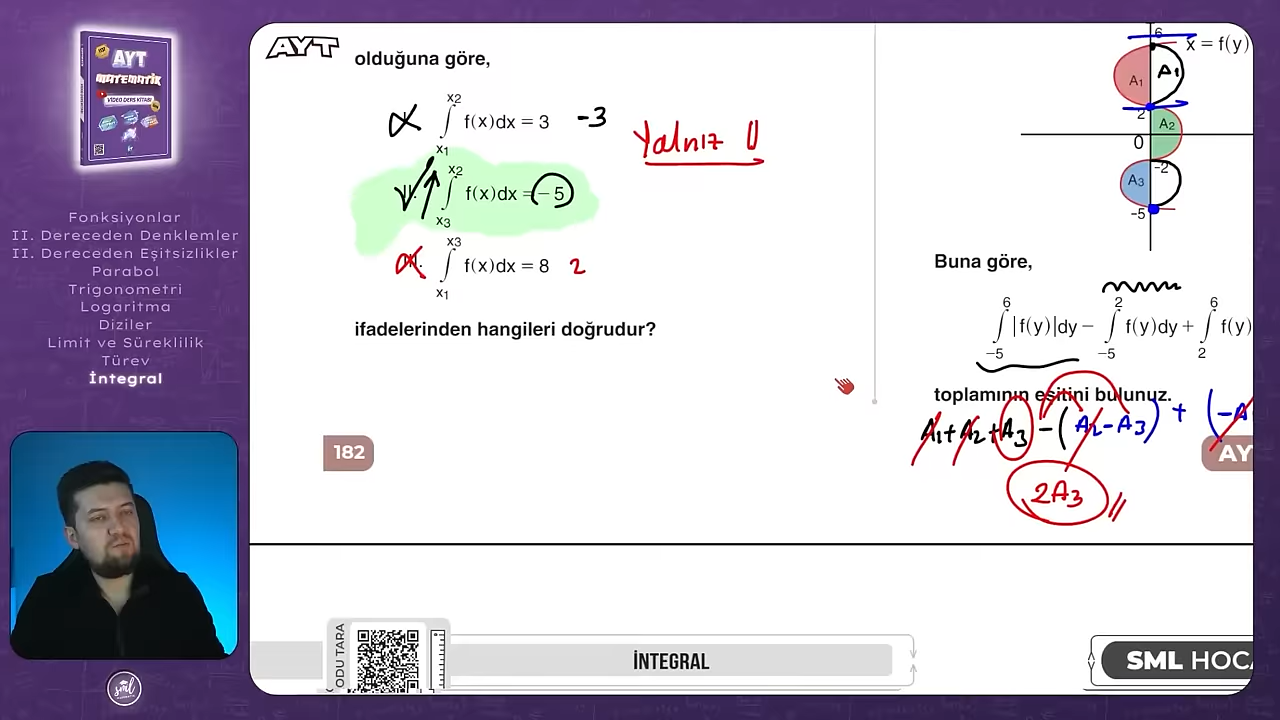 AYT
MATEMATİK
VİDEO DERS KİTABI
Fonksiyonlar
II. Dereceden Denklemler
II. Dereceden Eşitsizlikler
Parabol
Trigonometri
Logaritma
Diziler
Limit ve Süreklilik
Türev
İntegral
sml
AYT
olduğuna göre,
x2
∫ f(x)dx = 3 -3
x1
Yalnız II
x2
II. ∫ f(x)dx = -5
x3
x3
∫ f(x)dx = 8 2
x1
ifadelerinden hangileri doğrudur?
182
6
x = f(y)
A1 A1
2
A2
0
-2
A3
-5
Buna göre,
6 2 6
∫ |f(y)|dy − ∫ f(y)dy + ∫ f(y)
−5 −5 2
toplamının eşitini bulunuz.
A1+A2+A3 -(A2-A3) + (-A
2A3
AY
ODU TARA
İNTEGRAL
SML HOCA